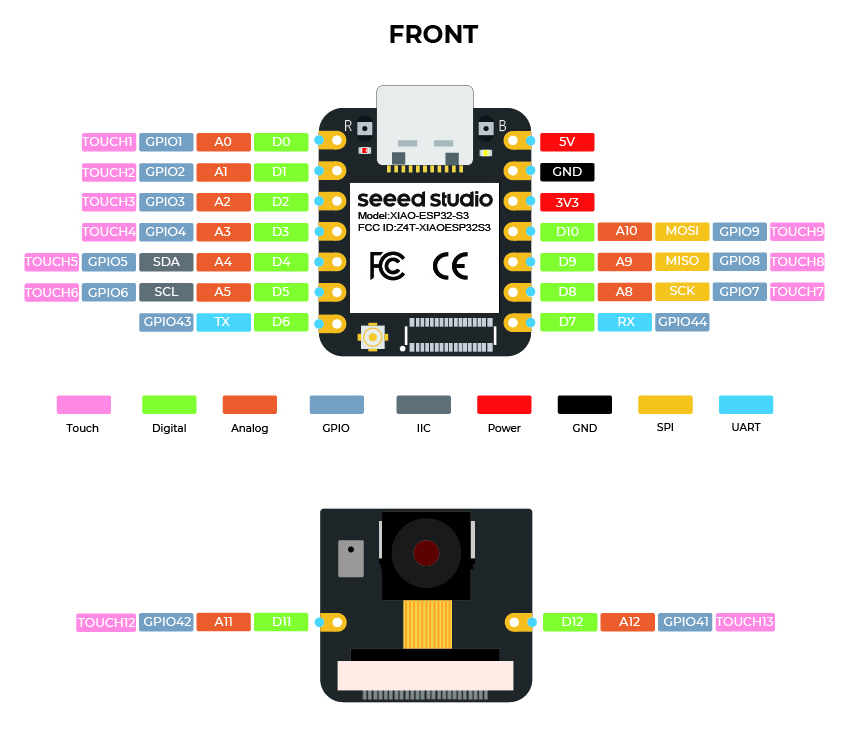 FRONT
R
B
TOUCH1 GPIO1 A0 D0
5V
TOUCH2 GPIO2 A1 D1
GND
TOUCH3 GPIO3 A2 D2
3V3
TOUCH4 GPIO4 A3 D3
D10 A10 MOSI GPIO9 TOUCH9
TOUCH5 GPIO5 SDA A4 D4
D9 A9 MISO GPIO8 TOUCH8
TOUCH6 GPIO6 SCL A5 D5
D8 A8 SCK GPIO7 TOUCH7
GPIO43 TX D6
D7 RX GPIO44
seeed studio
Model:XIAO-ESP32-S3
FCC ID:Z4T-XIAOESP32S3
FC CE
Touch Digital Analog GPIO IIC Power GND SPI UART
TOUCH12 GPIO42 A11 D11
D12 A12 GPIO41 TOUCH13